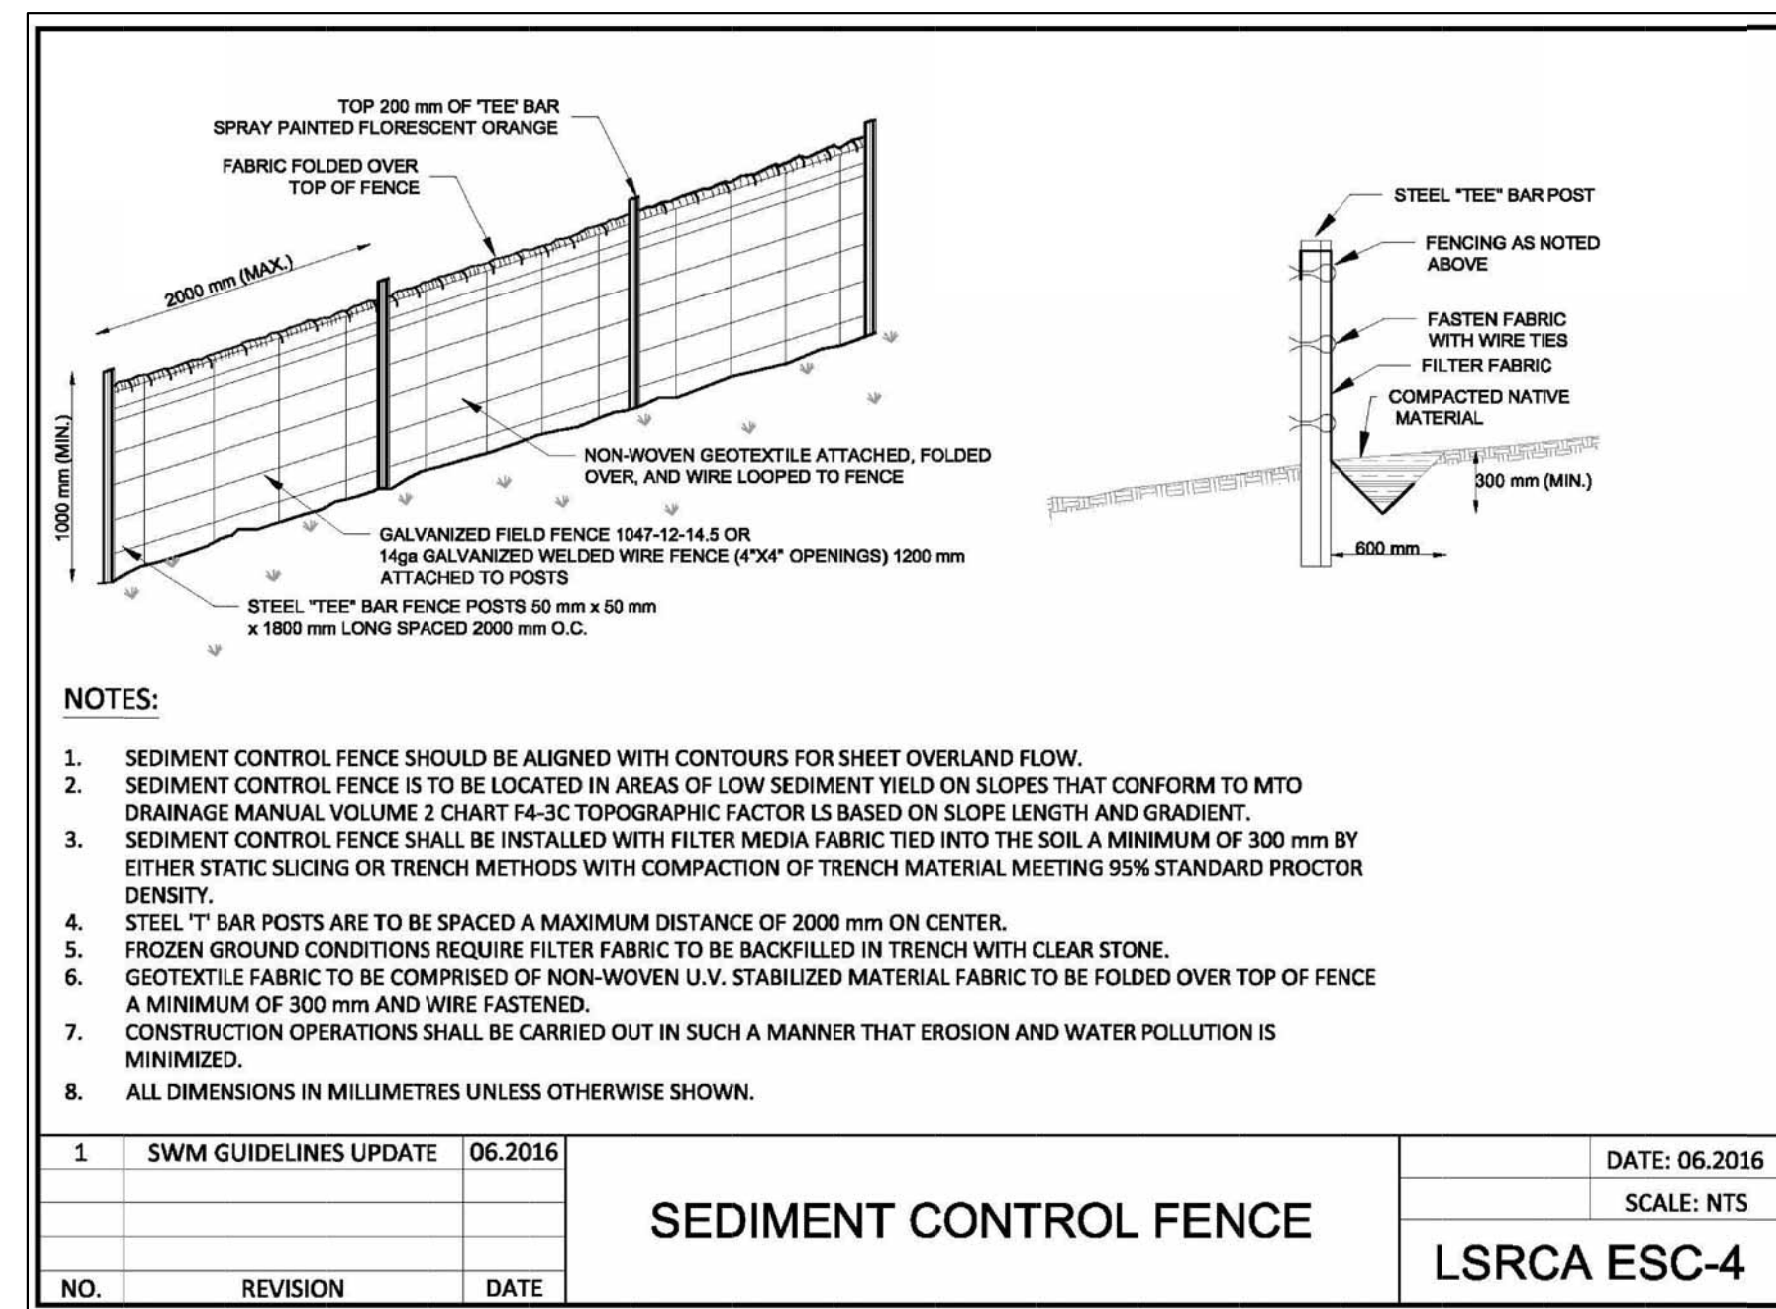 TOP 200 mm OF 'TEE' BAR
SPRAY PAINTED FLORESCENT ORANGE
FABRIC FOLDED OVER
TOP OF FENCE
2000 mm (MAX.)
1000 mm (MIN.)
NON-WOVEN GEOTEXTILE ATTACHED, FOLDED
OVER, AND WIRE LOOPED TO FENCE
GALVANIZED FIELD FENCE 1047-12-14.5 OR
14ga GALVANIZED WELDED WIRE FENCE (4"X4" OPENINGS) 1200 mm
ATTACHED TO POSTS
STEEL "TEE" BAR FENCE POSTS 50 mm x 50 mm
x 1800 mm LONG SPACED 2000 mm O.C.
STEEL "TEE" BAR POST
FENCING AS NOTED
ABOVE
FASTEN FABRIC
WITH WIRE TIES
FILTER FABRIC
COMPACTED NATIVE
MATERIAL
300 mm (MIN.)
600 mm
NOTES:
1. SEDIMENT CONTROL FENCE SHOULD BE ALIGNED WITH CONTOURS FOR SHEET OVERLAND FLOW.
2. SEDIMENT CONTROL FENCE IS TO BE LOCATED IN AREAS OF LOW SEDIMENT YIELD ON SLOPES THAT CONFORM TO MTO
DRAINAGE MANUAL VOLUME 2 CHART F4-3C TOPOGRAPHIC FACTOR LS BASED ON SLOPE LENGTH AND GRADIENT.
3. SEDIMENT CONTROL FENCE SHALL BE INSTALLED WITH FILTER MEDIA FABRIC TIED INTO THE SOIL A MINIMUM OF 300 mm BY
EITHER STATIC SLICING OR TRENCH METHODS WITH COMPACTION OF TRENCH MATERIAL MEETING 95% STANDARD PROCTOR
DENSITY.
4. STEEL 'T' BAR POSTS ARE TO BE SPACED A MAXIMUM DISTANCE OF 2000 mm ON CENTER.
5. FROZEN GROUND CONDITIONS REQUIRE FILTER FABRIC TO BE BACKFILLED IN TRENCH WITH CLEAR STONE.
6. GEOTEXTILE FABRIC TO BE COMPRISED OF NON-WOVEN U.V. STABILIZED MATERIAL FABRIC TO BE FOLDED OVER TOP OF FENCE
A MINIMUM OF 300 mm AND WIRE FASTENED.
7. CONSTRUCTION OPERATIONS SHALL BE CARRIED OUT IN SUCH A MANNER THAT EROSION AND WATER POLLUTION IS
MINIMIZED.
8. ALL DIMENSIONS IN MILLIMETRES UNLESS OTHERWISE SHOWN.
1 SWM GUIDELINES UPDATE 06.2016
NO. REVISION DATE
SEDIMENT CONTROL FENCE
DATE: 06.2016
SCALE: NTS
LSRCA ESC-4